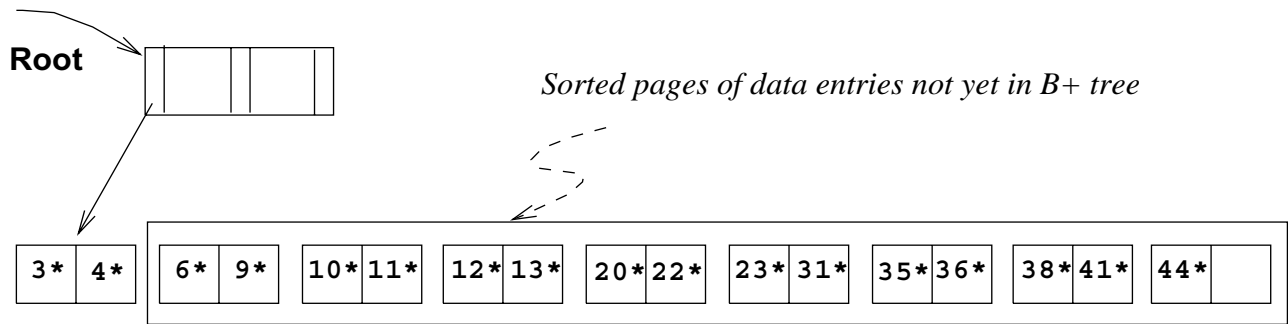 Root
Sorted pages of data entries not yet in B+ tree
3* 4* 6* 9* 10* 11* 12* 13* 20* 22* 23* 31* 35* 36* 38* 41* 44*